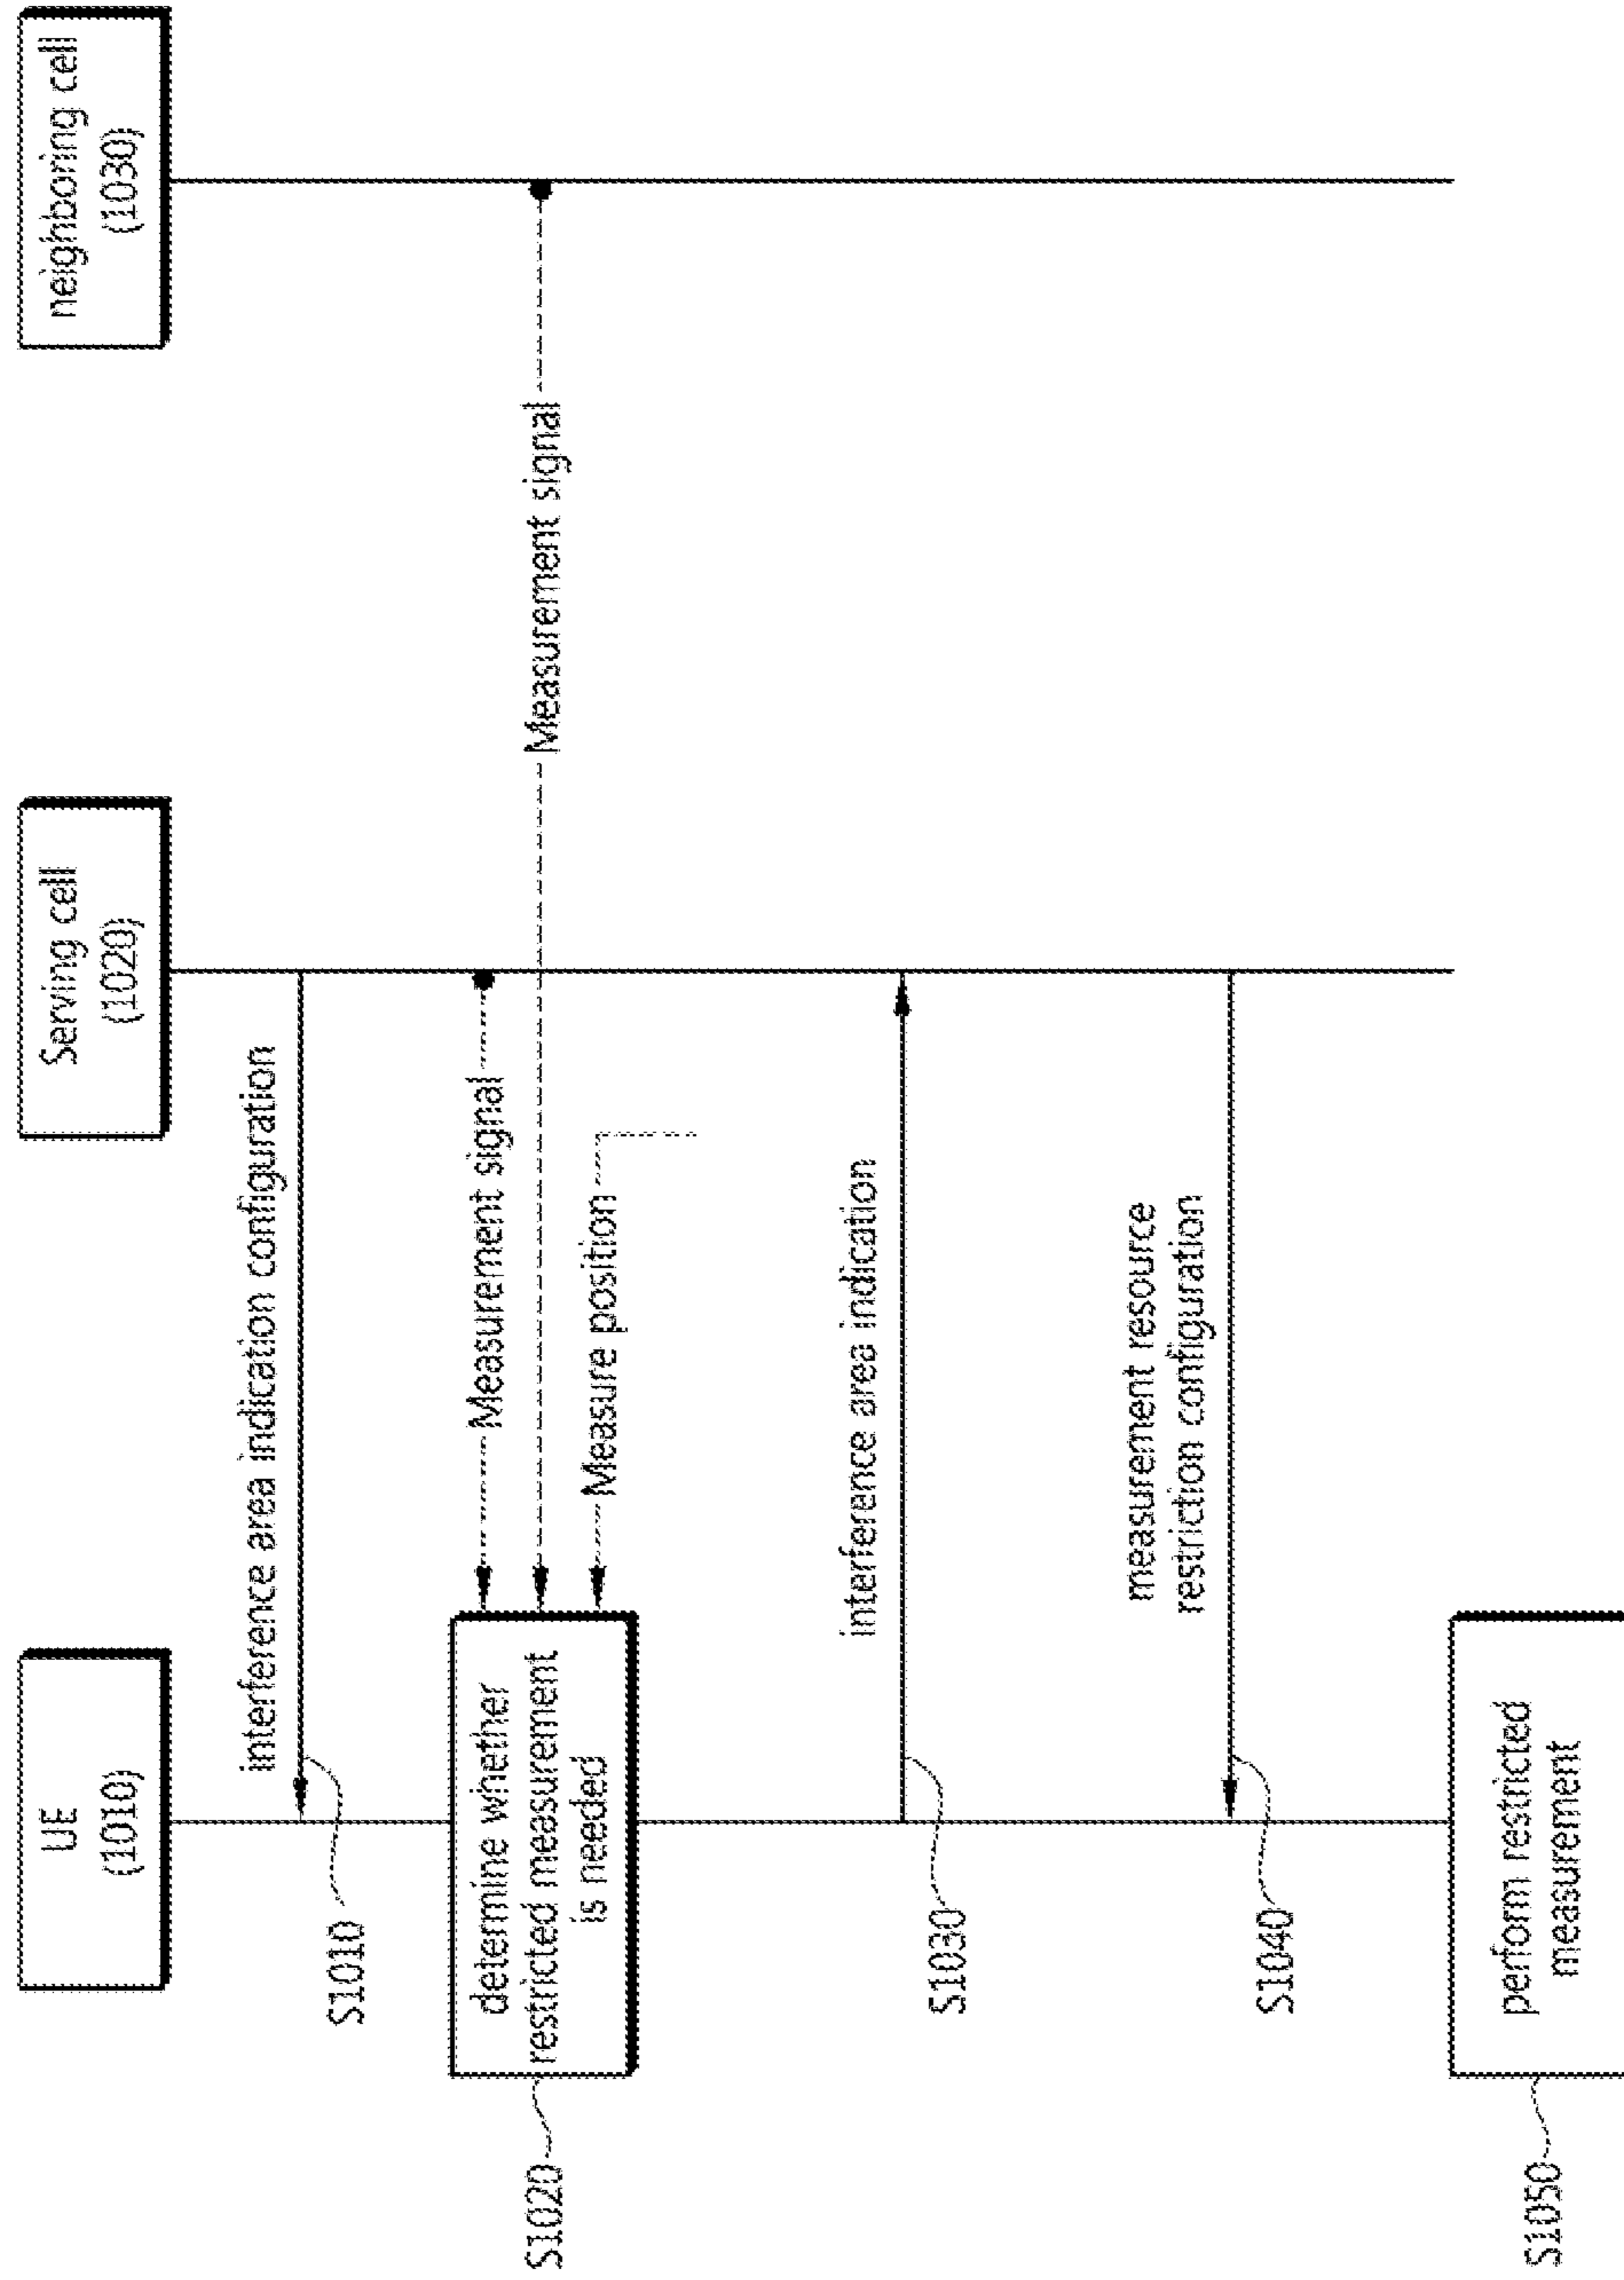 UE
(1010)
Serving cell
(1020)
neighboring cell
(1030)
interference area indication configuration
S1010
Measurement signal
Measurement signal
Measure position
determine whether
restricted measurement
is needed
S1020
interference area indication
S1030
measurement resource
restriction configuration
S1040
perform restricted
measurement
S1050